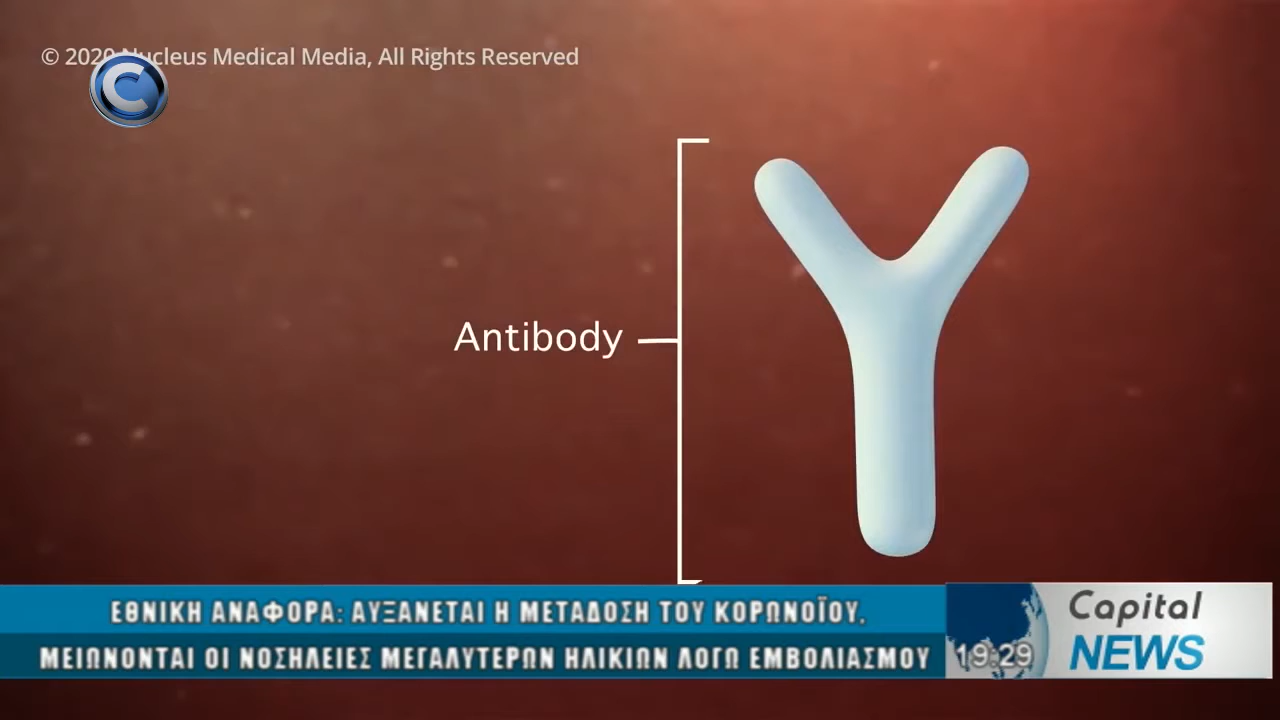 © 2020 Nucleus Medical Media, All Rights Reserved
Antibody
ΕΘΝΙΚΗ ΑΝΑΦΟΡΑ: ΑΥΞΑΝΕΤΑΙ Η ΜΕΤΑΔΟΣΗ ΤΟΥ ΚΟΡΩΝΟΪΟΥ,
ΜΕΙΩΝΟΝΤΑΙ ΟΙ ΝΟΣΗΛΕΙΕΣ ΜΕΓΑΛΥΤΕΡΩΝ ΗΛΙΚΙΩΝ ΛΟΓΩ ΕΜΒΟΛΙΑΣΜΟΥ
19:29
Capital
NEWS